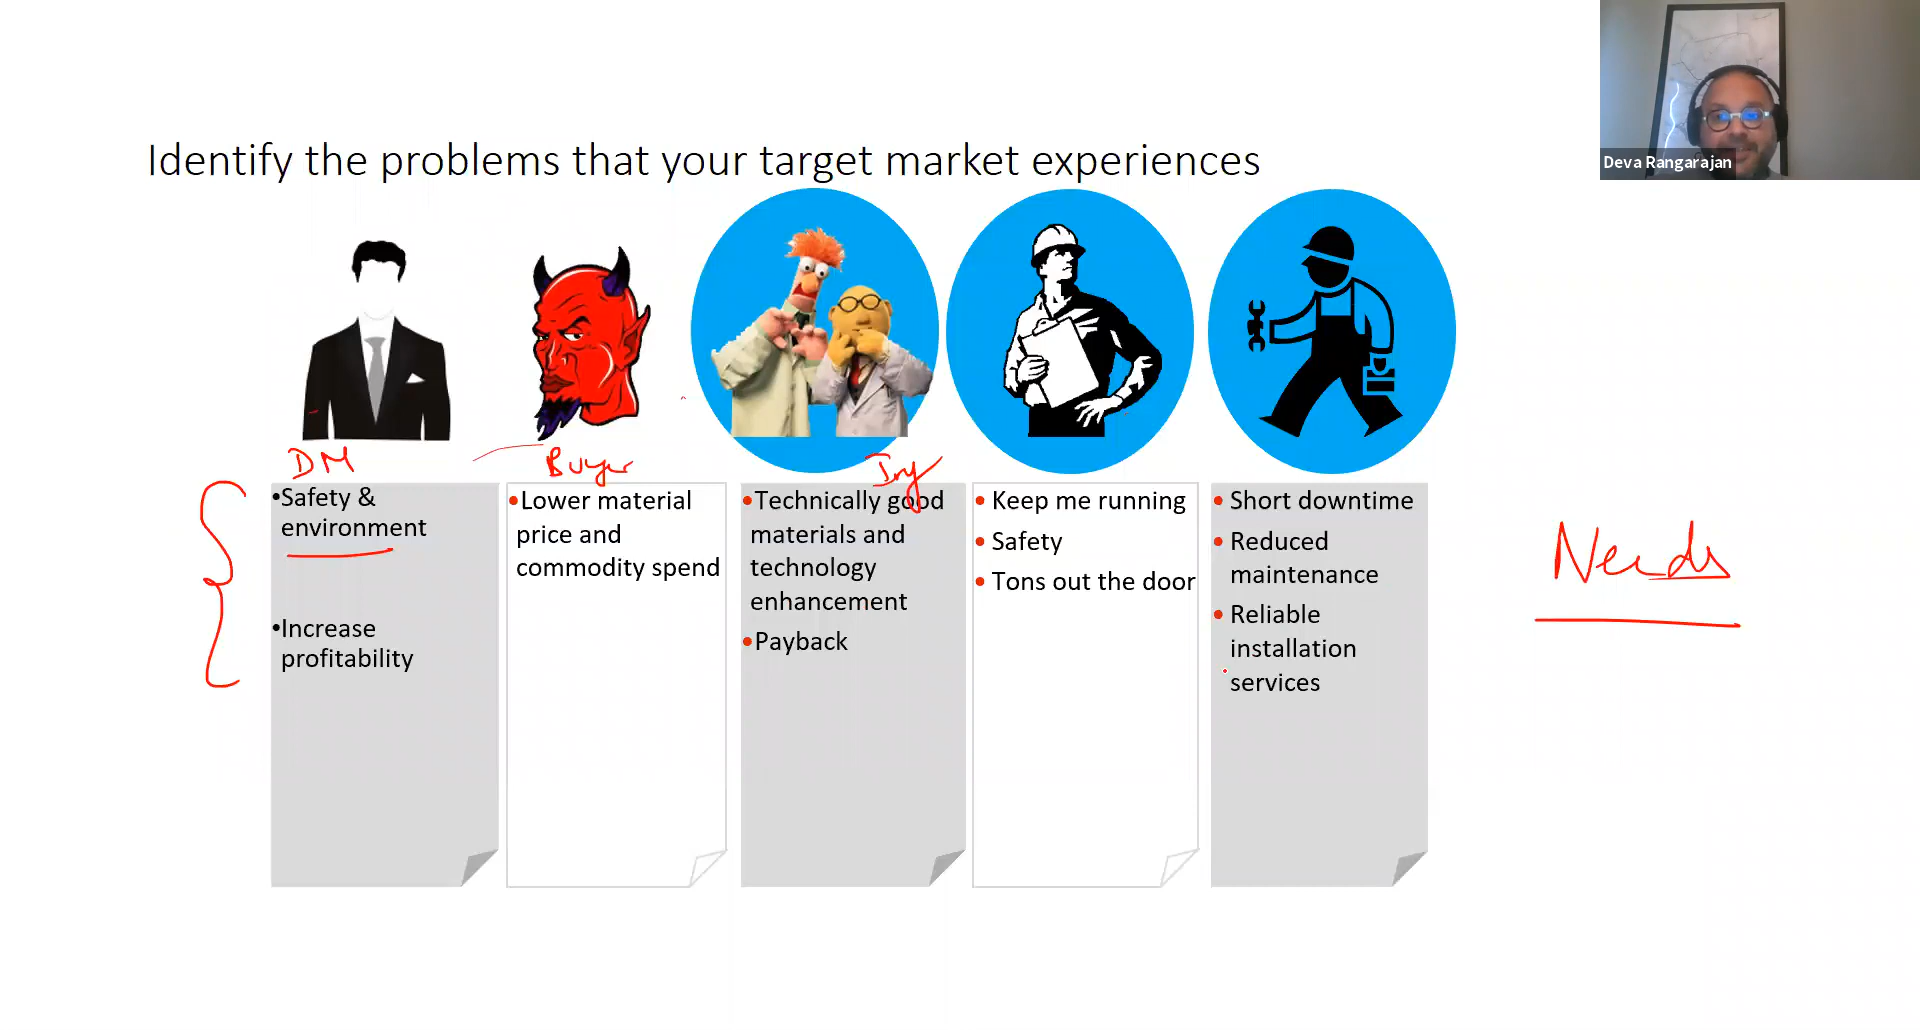 Deva Rangarajan
Identify the problems that your target market experiences
DM
Buyer
•Safety &
environment
•Increase
profitability
•Lower material
price and
commodity spend
•Technically good
materials and
technology
enhancement
•Payback
• Keep me running
• Safety
• Tons out the door
• Short downtime
• Reduced
maintenance
• Reliable
installation
services
Needs